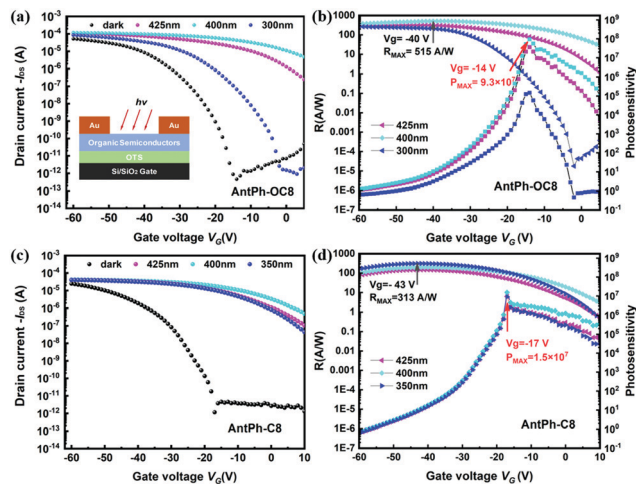 (a)
dark 425nm 400nm 300nm
Drain current -I_DS (A)
10⁻³
10⁻⁴
10⁻⁵
10⁻⁶
10⁻⁷
10⁻⁸
10⁻⁹
10⁻¹⁰
10⁻¹¹
10⁻¹²
10⁻¹³
10⁻¹⁴
hv
Au Au
Organic Semiconductors
OTS
Si/SiO₂ Gate
AntPh-OC8
-60 -50 -40 -30 -20 -10 0
Gate voltage V_G(V)
(b)
R(A/W)
1000
100
10
1
0.1
0.01
0.001
1E-4
1E-5
1E-6
1E-7
Vg= -40 V
R_MAX= 515 A/W
Vg= -14 V
P_MAX= 9.3×10⁷
425nm
400nm
300nm
AntPh-OC8
10⁹
10⁸
10⁷
10⁶
10⁵
10⁴
10³
10²
10¹
10⁰
10⁻¹
Photosensitivity
-60 -50 -40 -30 -20 -10 0
Gate voltage V_G(V)
(c)
dark 425nm 400nm 350nm
Drain current -I_DS (A)
10⁻³
10⁻⁴
10⁻⁵
10⁻⁶
10⁻⁷
10⁻⁸
10⁻⁹
10⁻¹⁰
10⁻¹¹
10⁻¹²
10⁻¹³
10⁻¹⁴
AntPh-C8
-60 -50 -40 -30 -20 -10 0 10
Gate voltage V_G(V)
(d)
R(A/W)
1000
100
10
1
0.1
0.01
0.001
1E-4
1E-5
1E-6
1E-7
Vg=- 43 V
R_MAX=313 A/W
Vg=-17 V
P_MAX=1.5×10⁷
425nm
400nm
350nm
AntPh-C8
10⁹
10⁸
10⁷
10⁶
10⁵
10⁴
10³
10²
10¹
10⁰
10⁻¹
Photosensitivity
-60 -50 -40 -30 -20 -10 0 10
Gate voltage V_G(V)